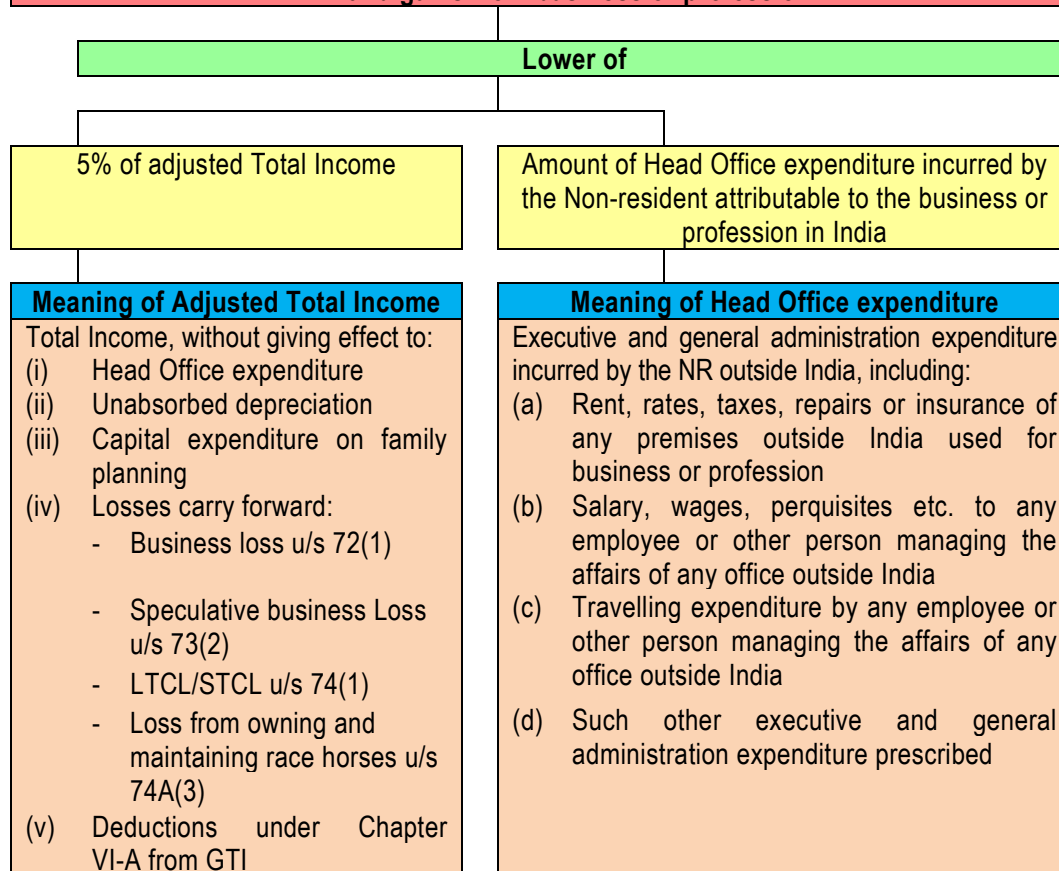 Lower of
5% of adjusted Total Income
Amount of Head Office expenditure incurred by
the Non-resident attributable to the business or
profession in India
Meaning of Adjusted Total Income
Total Income, without giving effect to:
(i) Head Office expenditure
(ii) Unabsorbed depreciation
(iii) Capital expenditure on family
planning
(iv) Losses carry forward:
- Business loss u/s 72(1)
- Speculative business Loss
u/s 73(2)
- LTCL/STCL u/s 74(1)
- Loss from owning and
maintaining race horses u/s
74A(3)
(v) Deductions under Chapter
VI-A from GTI
Meaning of Head Office expenditure
Executive and general administration expenditure
incurred by the NR outside India, including:
(a) Rent, rates, taxes, repairs or insurance of
any premises outside India used for
business or profession
(b) Salary, wages, perquisites etc. to any
employee or other person managing the
affairs of any office outside India
(c) Travelling expenditure by any employee or
other person managing the affairs of any
office outside India
(d) Such other executive and general
administration expenditure prescribed